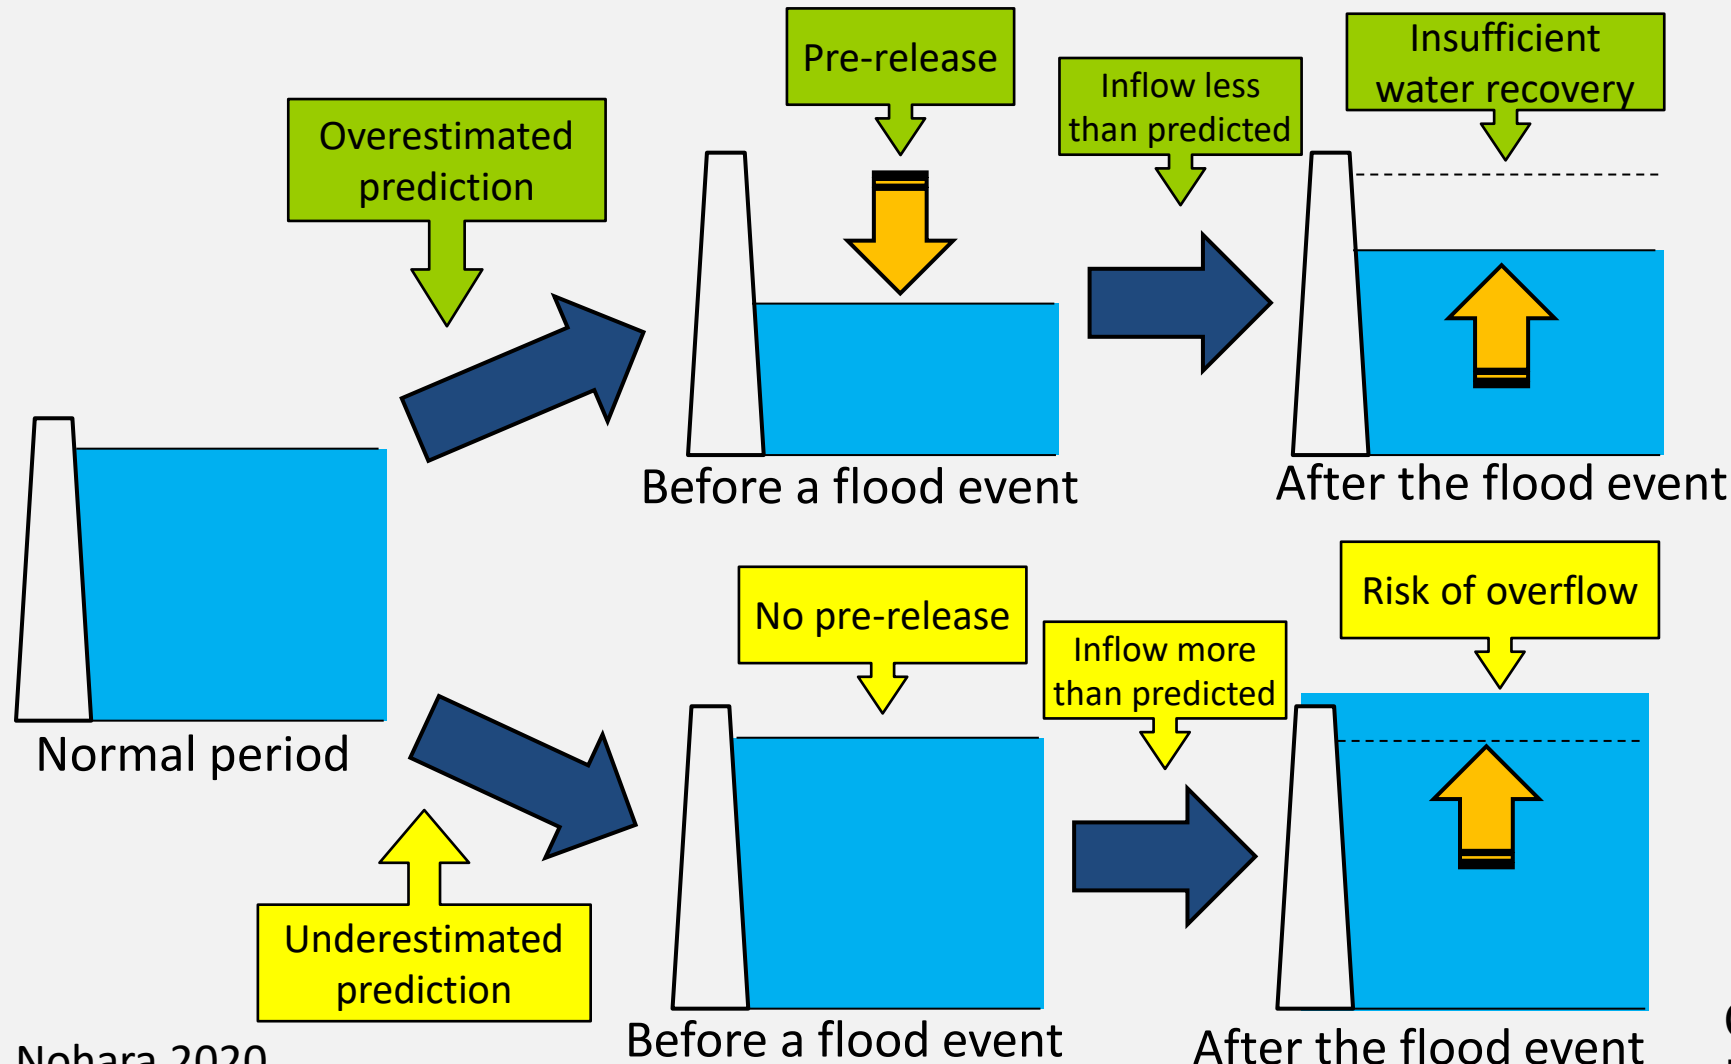 Overestimated
prediction
Pre-release
Inflow less
than predicted
Insufficient
water recovery
Before a flood event
After the flood event
Normal period
No pre-release
Inflow more
than predicted
Risk of overflow
Underestimated
prediction
Before a flood event
After the flood event
Nohara 2020